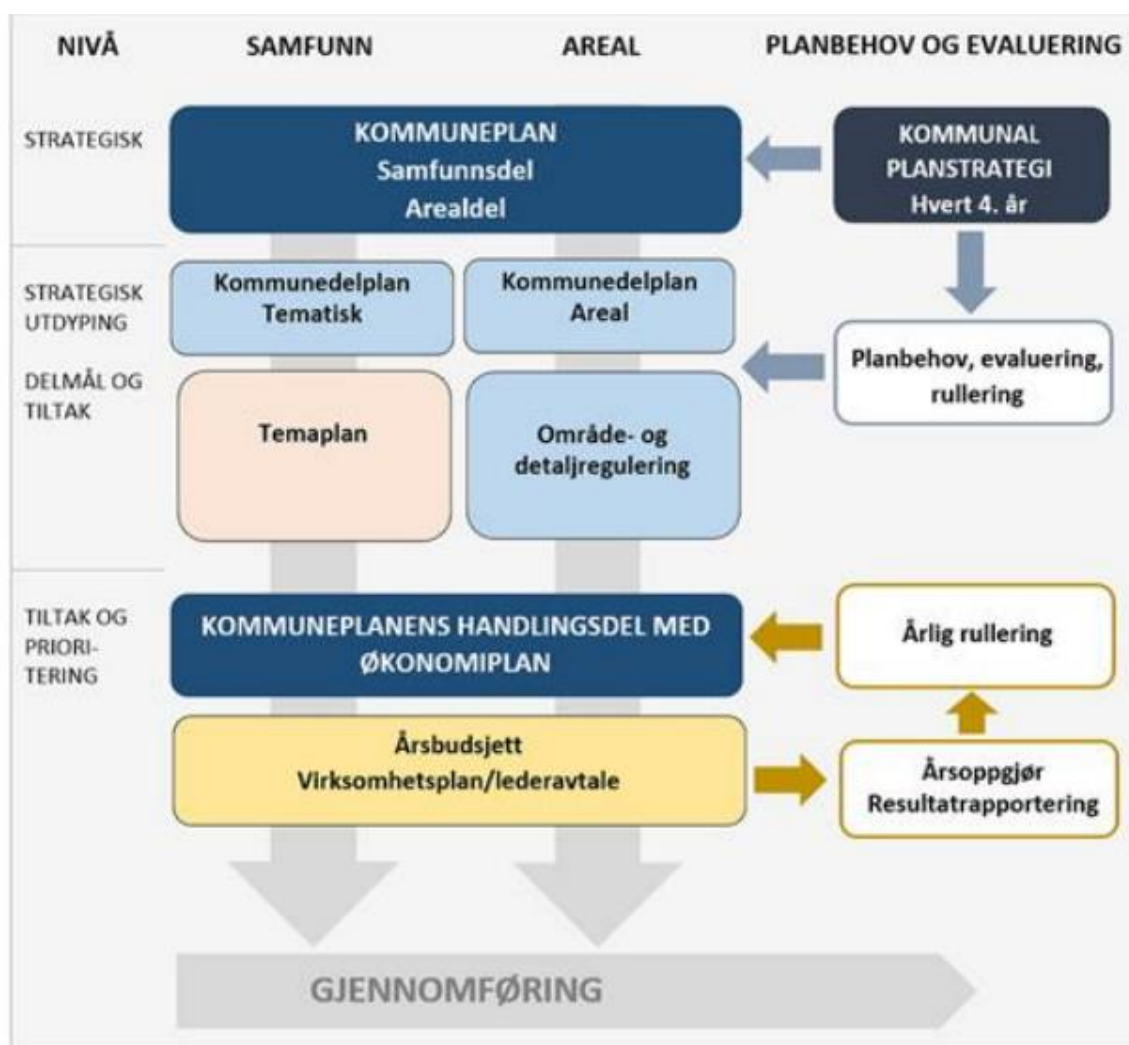 NIVÅ
SAMFUNN
AREAL
PLANBEHOV OG EVALUERING
STRATEGISK
KOMMUNEPLAN
Samfunnsdel
Arealdel
KOMMUNAL
PLANSTRATEGI
Hvert 4. år
STRATEGISK
UTDYPING
Kommunedelplan
Tematisk
Kommunedelplan
Areal
Planbehov, evaluering,
rullering
DELMÅL OG
TILTAK
Temaplan
Område- og
detaljregulering
TILTAK OG
PRIORI-
TERING
KOMMUNEPLANENS HANDLINGSDEL MED
ØKONOMIPLAN
Årlig rullering
Årsbudsjett
Virksomhetsplan/lederavtale
Årsoppgjør
Resultatrapportering
GJENNOMFØRING